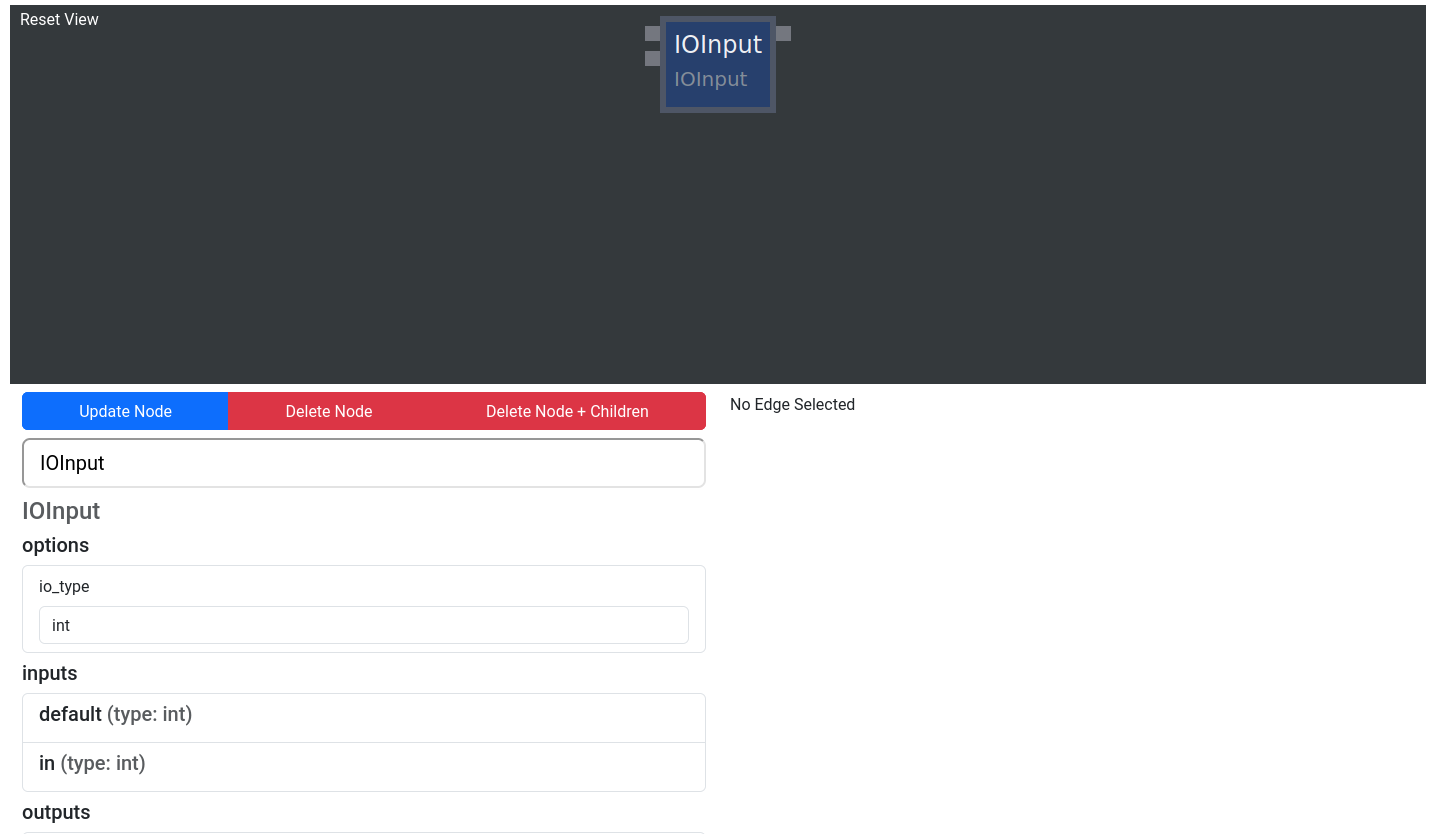 Reset View
IOInput
IOInput
Update Node
Delete Node
Delete Node + Children
No Edge Selected
IOInput
IOInput
options
io_type
int
inputs
default (type: int)
in (type: int)
outputs